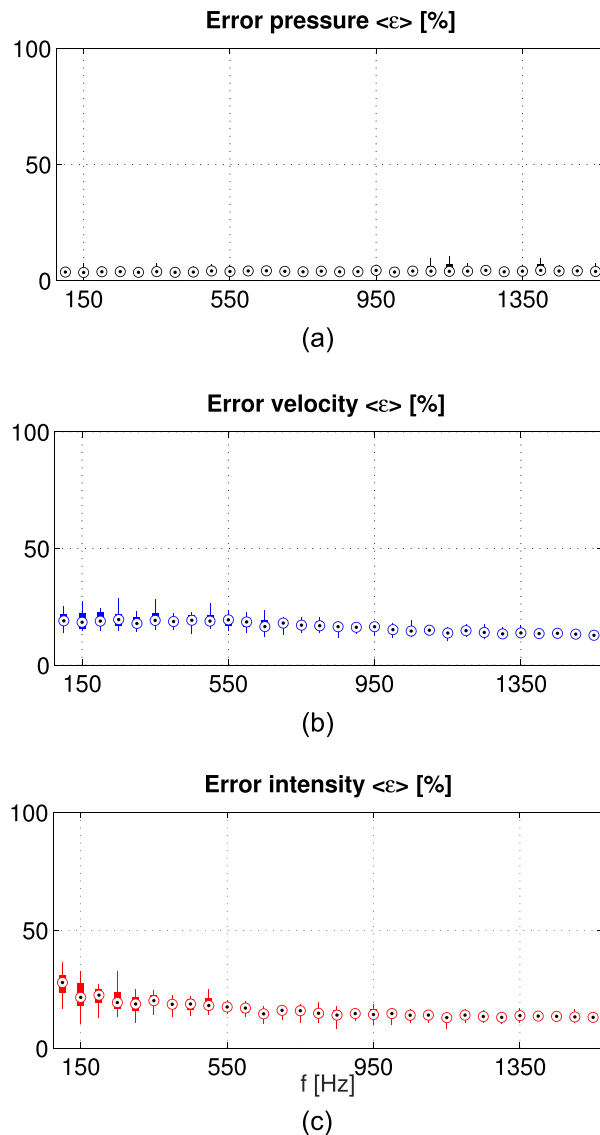 Error pressure <ε> [%]
100
50
0
150 550 950 1350
(a)
Error velocity <ε> [%]
100
50
0
150 550 950 1350
(b)
Error intensity <ε> [%]
100
50
0
150 550 950 1350
f [Hz]
(c)